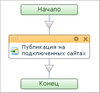 Начало
Публикация на
подключенных сайтах
Конец